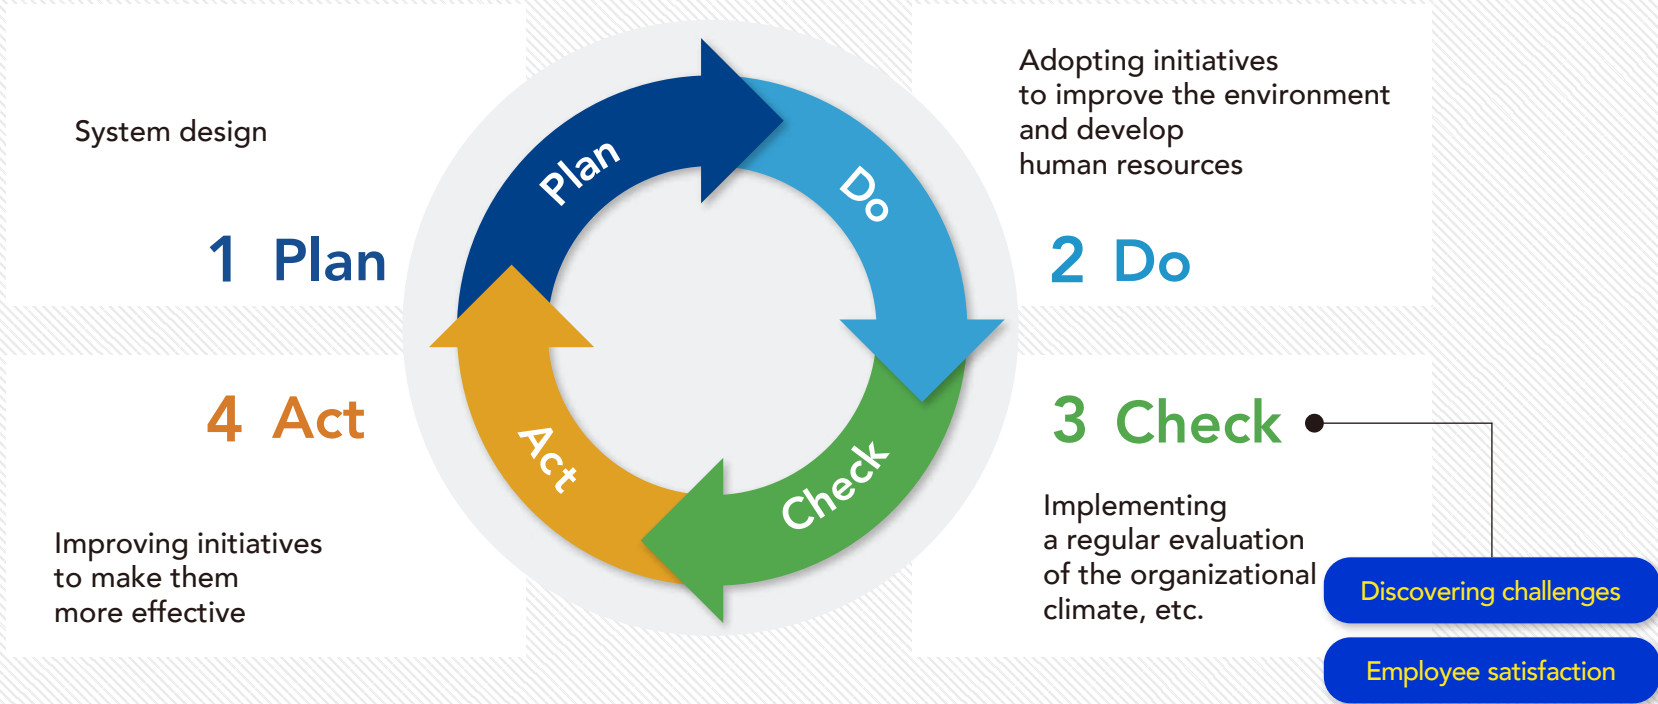 System design
1 Plan
Adopting initiatives
to improve the environment
and develop
human resources
2 Do
Plan
Do
Check
Act
4 Act
Improving initiatives
to make them
more effective
3 Check
Implementing
a regular evaluation
of the organizational
climate, etc.
Discovering challenges
Employee satisfaction